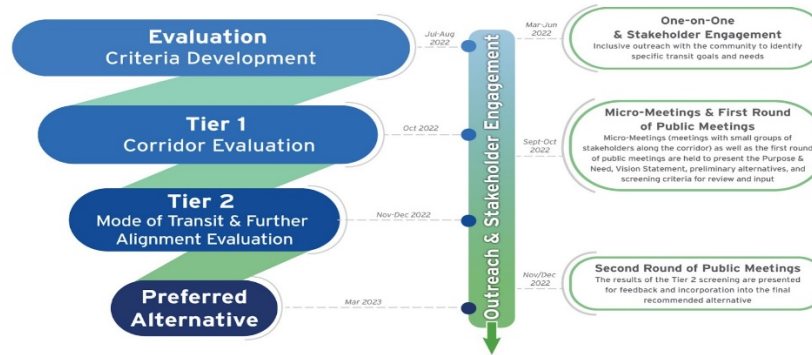 Evaluation
Criteria Development
Jul-Aug
2022
Tier 1
Corridor Evaluation
Oct 2022
Tier 2
Mode of Transit & Further
Alignment Evaluation
Nov-Dec 2022
Preferred
Alternative
Mar 2023
Outreach & Stakeholder Engagement
Mar-Jun
2022
One-on-One
& Stakeholder Engagement
Inclusive outreach with the community to identify
specific transit goals and needs
Sept-Oct
2022
Micro-Meetings & First Round
of Public Meetings
Micro-Meetings (meetings with small groups of
stakeholders along the corridor) as well as the first round
of public meetings are held to present the Purpose &
Need, Vision Statement, preliminary alternatives, and
screening criteria for review and input
Nov/Dec
2022
Second Round of Public Meetings
The results of the Tier 2 screening are presented
for feedback and incorporation into the final
recommended alternative